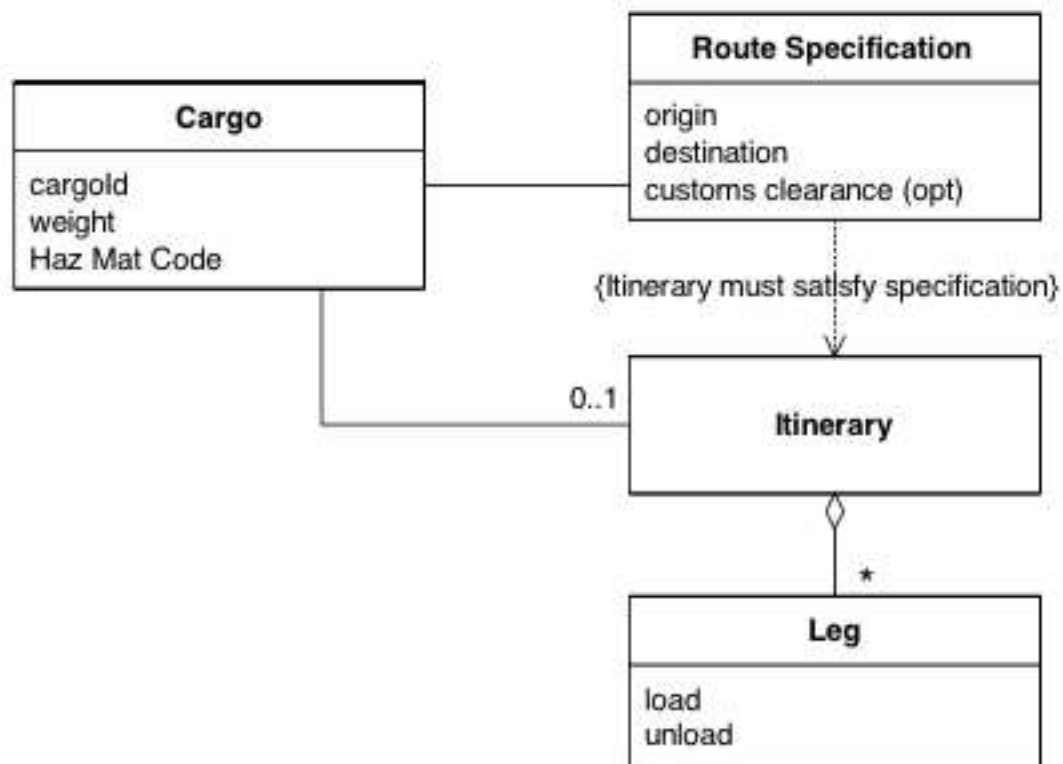 Route Specification
origin
destination
customs clearance (opt)
Cargo
cargoId
weight
Haz Mat Code
{Itinerary must satisfy specification}
0..1
Itinerary
*
Leg
load
unload